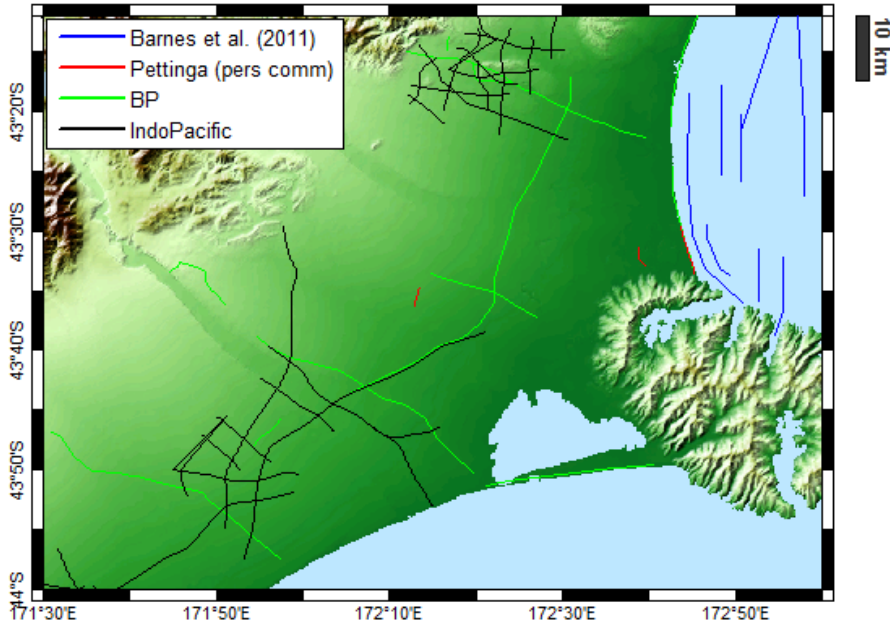 Barnes et al. (2011)
Pettinga (pers comm)
BP
IndoPacific
10 km
43°20'S
43°30'S
43°40'S
43°50'S
44°S
171°30'E
171°50'E
172°10'E
172°30'E
172°50'E